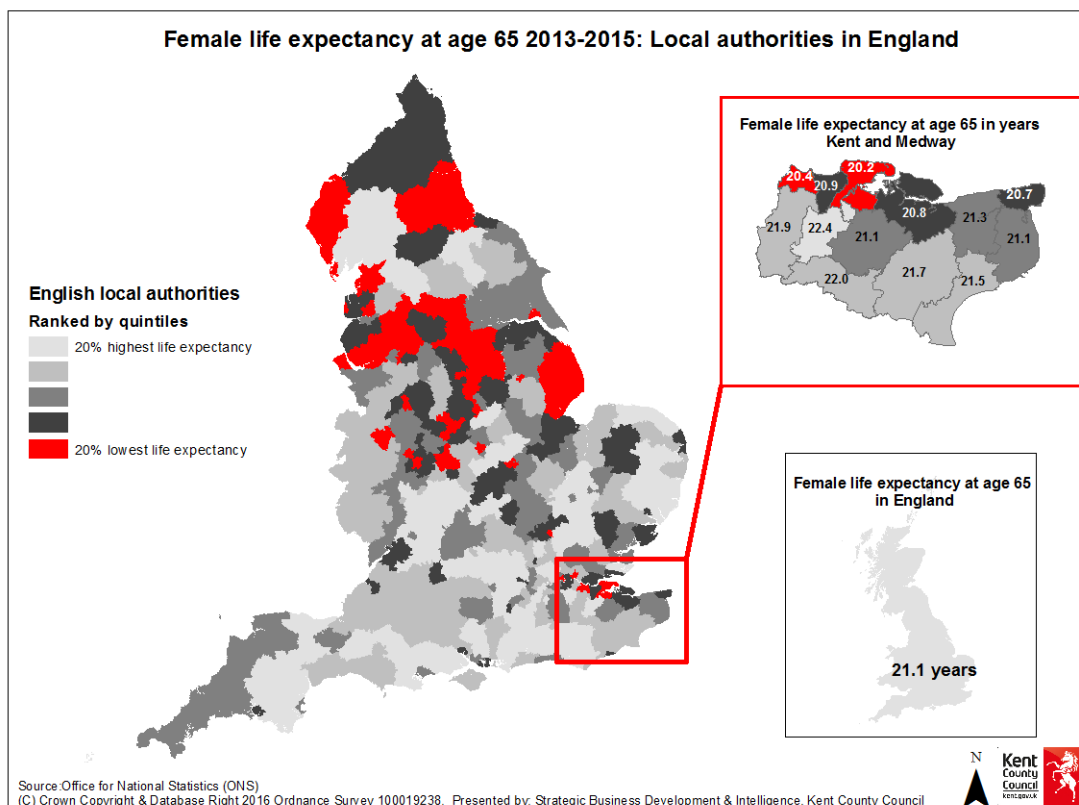 Female life expectancy at age 65 2013-2015: Local authorities in England
Female life expectancy at age 65 in years
Kent and Medway
20.2
20.4
20.9
20.7
20.8
21.3
21.9
22.4
21.1
21.1
21.7
22.0
21.5
English local authorities
Ranked by quintiles
20% highest life expectancy
20% lowest life expectancy
Female life expectancy at age 65
in England
21.1 years
N
Kent
County
Council
kent.gov.uk
Source:Office for National Statistics (ONS)
(C) Crown Copyright & Database Right 2016 Ordnance Survey 100019238. Presented by: Strategic Business Development & Intelligence, Kent County Council